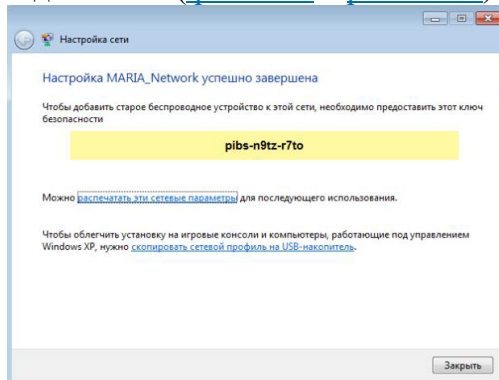 Настройка сети
Настройка MARIA_Network успешно завершена
Чтобы добавить старое беспроводное устройство к этой сети, необходимо предоставить этот ключ
безопасности
pibs-n9tz-r7to
Можно распечатать эти сетевые параметры для последующего использования.
Чтобы облегчить установку на игровые консоли и компьютеры, работающие под управлением
Windows XP, нужно скопировать сетевой профиль на USB-накопитель.
Закрыть